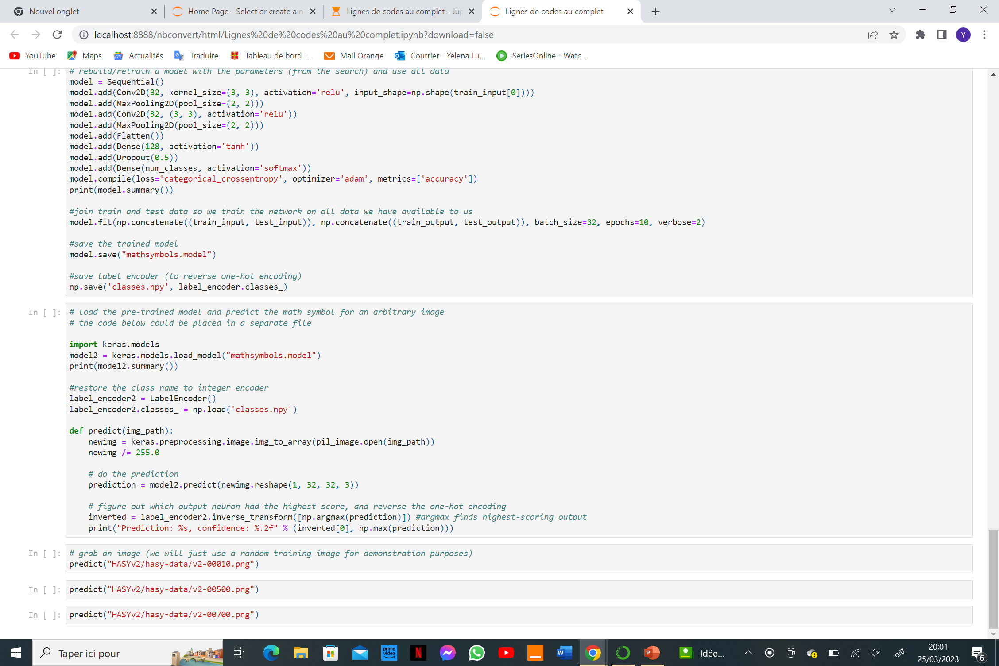 Nouvel onglet
Home Page - Select or create a n
Lignes de codes au complet - Jup
Lignes de codes au complet
localhost:8888/nbconvert/html/Lignes%20de%20codes%20au%20complet.ipynb?download=false
Y
YouTube
Maps
Actualités
Traduire
Tableau de bord -...
Mail Orange
Courrier - Yelena Lu...
SeriesOnline - Watc...
In [ ]: # rebuild/retrain a model with the parameters (from the search) and use all data
model = Sequential()
model.add(Conv2D(32, kernel_size=(3, 3), activation='relu', input_shape=np.shape(train_input[0])))
model.add(MaxPooling2D(pool_size=(2, 2)))
model.add(Conv2D(32, (3, 3), activation='relu'))
model.add(MaxPooling2D(pool_size=(2, 2)))
model.add(Flatten())
model.add(Dense(128, activation='tanh'))
model.add(Dropout(0.5))
model.add(Dense(num_classes, activation='softmax'))
model.compile(loss='categorical_crossentropy', optimizer='adam', metrics=['accuracy'])
print(model.summary())
#join train and test data so we train the network on all data we have available to us
model.fit(np.concatenate((train_input, test_input)), np.concatenate((train_output, test_output)), batch_size=32, epochs=10, verbose=2)
#save the trained model
model.save("mathsymbols.model")
#save label encoder (to reverse one-hot encoding)
np.save('classes.npy', label_encoder.classes_)
In [ ]: # load the pre-trained model and predict the math symbol for an arbitrary image
# the code below could be placed in a separate file
import keras.models
model2 = keras.models.load_model("mathsymbols.model")
print(model2.summary())
#restore the class name to integer encoder
label_encoder2 = LabelEncoder()
label_encoder2.classes_ = np.load('classes.npy')
def predict(img_path):
newimg = keras.preprocessing.image.img_to_array(pil_image.open(img_path))
newimg /= 255.0
# do the prediction
prediction = model2.predict(newimg.reshape(1, 32, 32, 3))
# figure out which output neuron had the highest score, and reverse the one-hot encoding
inverted = label_encoder2.inverse_transform([np.argmax(prediction)]) #argmax finds highest-scoring output
print("Prediction: %s, confidence: %.2f" % (inverted[0], np.max(prediction)))
In [ ]: # grab an image (we will just use a random training image for demonstration purposes)
predict("HASYv2/hasy-data/v2-00010.png")
In [ ]: predict("HASYv2/hasy-data/v2-00500.png")
In [ ]: predict("HASYv2/hasy-data/v2-00700.png")
Taper ici pour
prime video
N
W
P
Idée...
20:01
25/03/2023
6